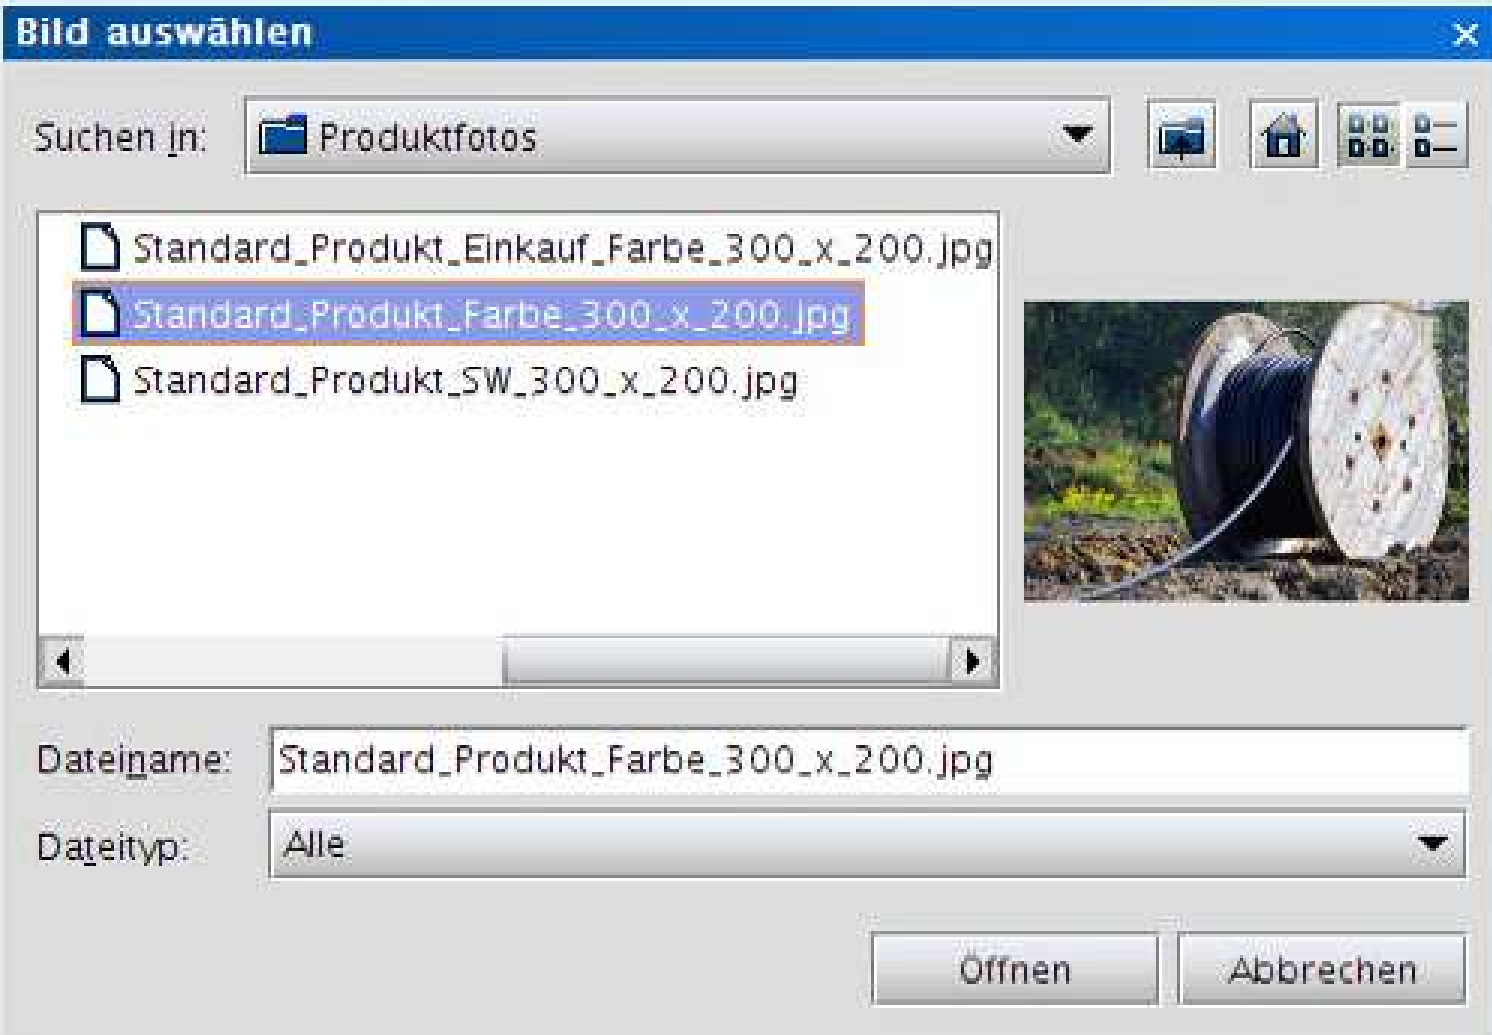 Bild auswählen
Suchen in:
Produktfotos
Standard_Produkt_Einkauf_Farbe_300_x_200.jpg
Standard_Produkt_Farbe_300_x_200.jpg
Standard_Produkt_SW_300_x_200.jpg
Dateiname:
Standard_Produkt_Farbe_300_x_200.jpg
Dateityp:
Alle
Öffnen
Abbrechen